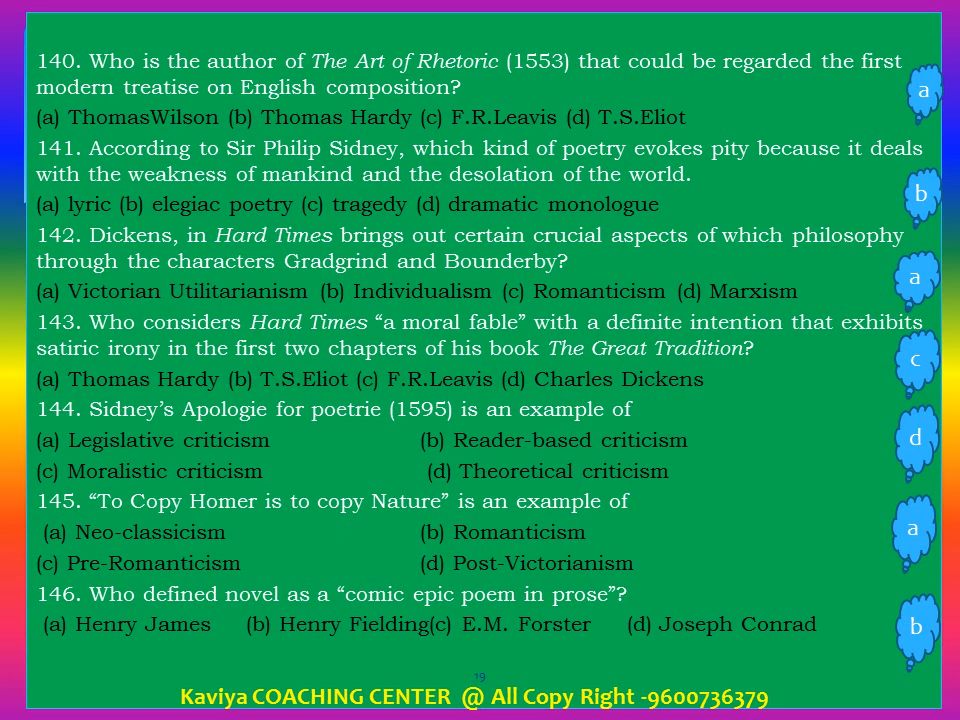 140. Who is the author of The Art of Rhetoric (1553) that could be regarded the first
modern treatise on English composition?
a
(a) ThomasWilson (b) Thomas Hardy (c) F.R.Leavis (d) T.S.Eliot
141. According to Sir Philip Sidney, which kind of poetry evokes pity because it deals
with the weakness of mankind and the desolation of the world.
b
(a) lyric (b) elegiac poetry (c) tragedy (d) dramatic monologue
142. Dickens, in Hard Times brings out certain crucial aspects of which philosophy
through the characters Gradgrind and Bounderby?
a
(a) Victorian Utilitarianism (b) Individualism (c) Romanticism (d) Marxism
143. Who considers Hard Times “a moral fable” with a definite intention that exhibits
satiric irony in the first two chapters of his book The Great Tradition?
c
(a) Thomas Hardy (b) T.S.Eliot (c) F.R.Leavis (d) Charles Dickens
144. Sidney’s Apologie for poetrie (1595) is an example of
(a) Legislative criticism (b) Reader-based criticism
d
(c) Moralistic criticism (d) Theoretical criticism
145. “To Copy Homer is to copy Nature” is an example of
(a) Neo-classicism (b) Romanticism
a
(c) Pre-Romanticism (d) Post-Victorianism
146. Who defined novel as a “comic epic poem in prose”?
(a) Henry James (b) Henry Fielding(c) E.M. Forster (d) Joseph Conrad
b
19
Kaviya COACHING CENTER @ All Copy Right -9600736379